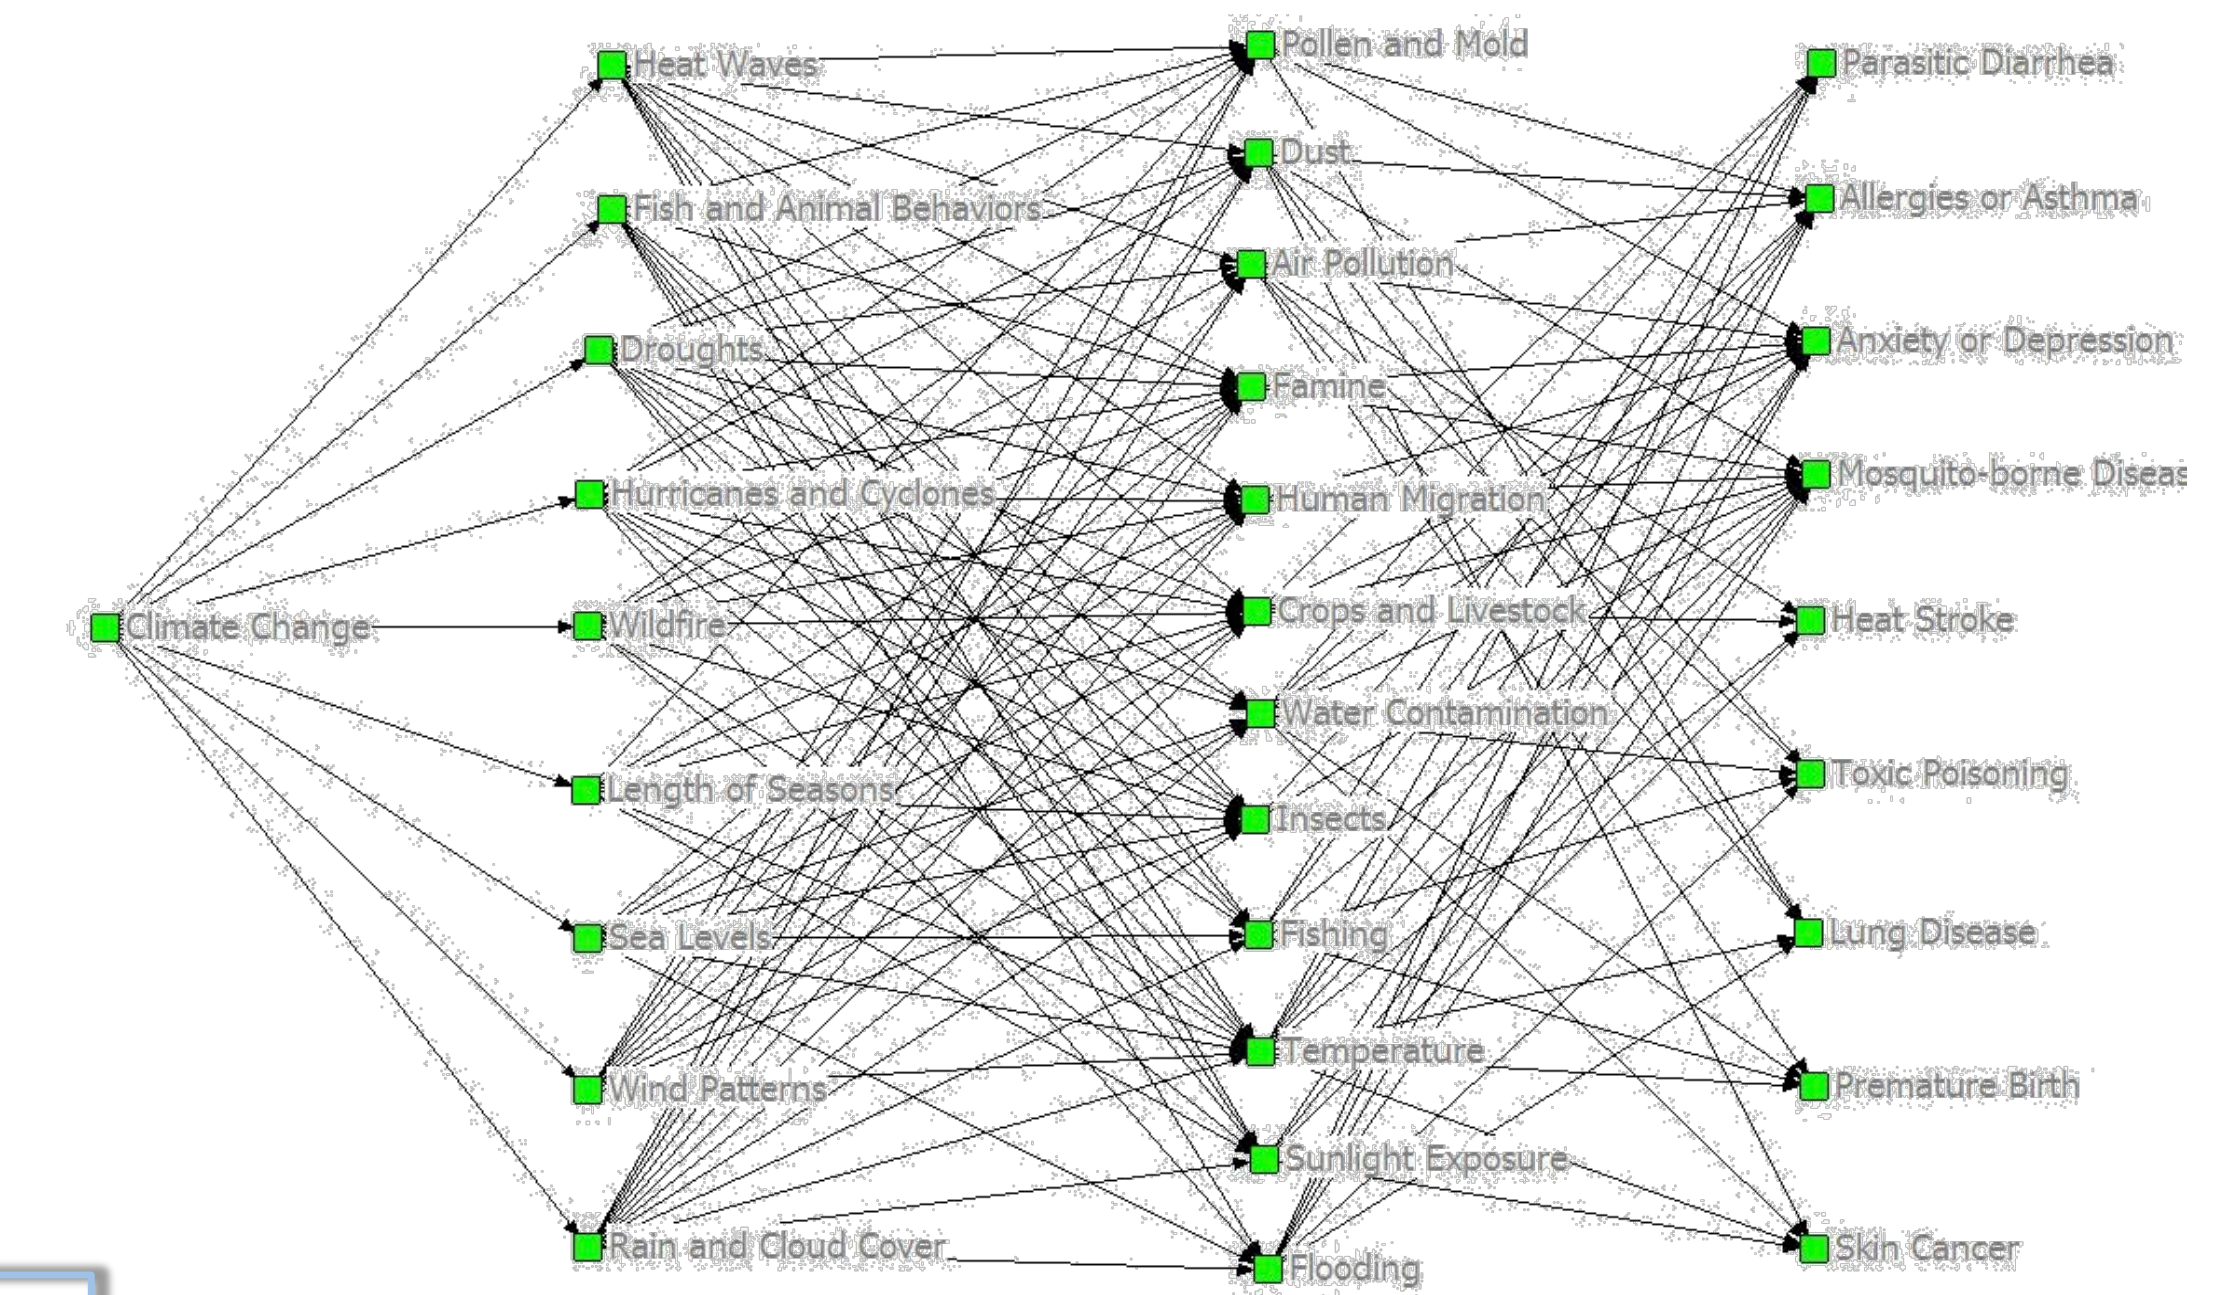 Climate Change
Heat Waves
Fish and Animal Behaviors
Droughts
Hurricanes and Cyclones
Wildfire
Length of Seasons
Sea Levels
Wind Patterns
Rain and Cloud Cover
Pollen and Mold
Dust
Air Pollution
Famine
Human Migration
Crops and Livestock
Water Contamination
Insects
Fishing
Temperature
Sunlight Exposure
Flooding
Parasitic Diarrhea
Allergies or Asthma
Anxiety or Depression
Mosquito-borne Diseas
Heat Stroke
Toxic Poisoning
Lung Disease
Premature Birth
Skin Cancer